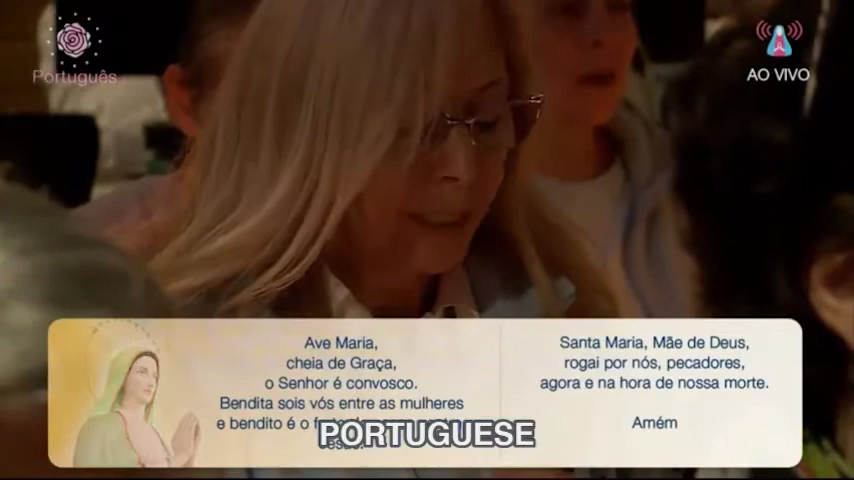 Português
AO VIVO
Ave Maria,
cheia de Graça,
o Senhor é convosco.
Bendita sois vós entre as mulheres
e bendito é o
Santa Maria, Mãe de Deus,
rogai por nós, pecadores,
agora e na hora de nossa morte.
Amém
PORTUGUESE